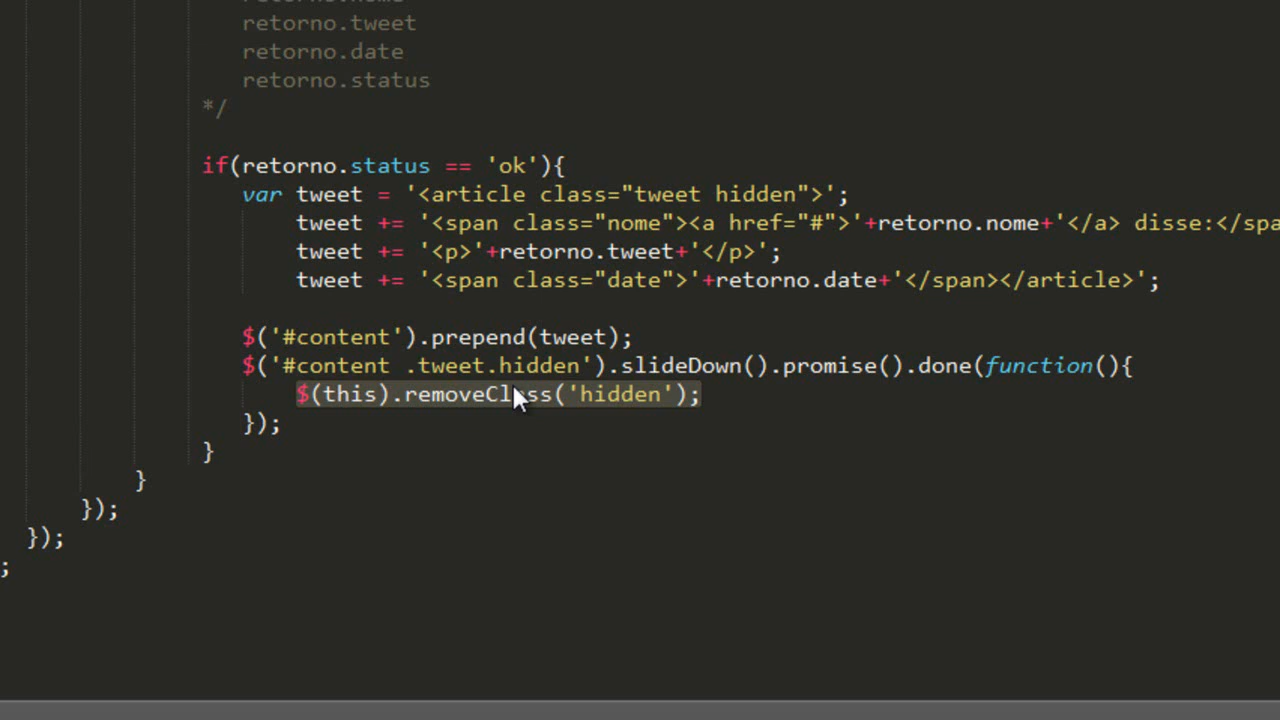 retorno.nome
retorno.tweet
retorno.date
retorno.status
*/
if(retorno.status == 'ok'){
var tweet = '<article class="tweet hidden">';
tweet += '<span class="nome"><a href="#">'+retorno.nome+'</a> disse:</spa
tweet += '<p>'+retorno.tweet+'</p>';
tweet += '<span class="date">'+retorno.date+'</span></article>';
$('#content').prepend(tweet);
$('#content .tweet.hidden').slideDown().promise().done(function(){
$(this).removeClass('hidden');
});
}
}
});
});
;